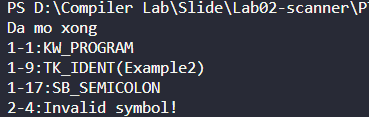 PS D:\Compiler Lab\Slide\Lab02-scanner\P
Da mo xong
1-1:KW_PROGRAM
1-9:TK_IDENT(Example2)
1-17:SB_SEMICOLON
2-4:Invalid symbol!